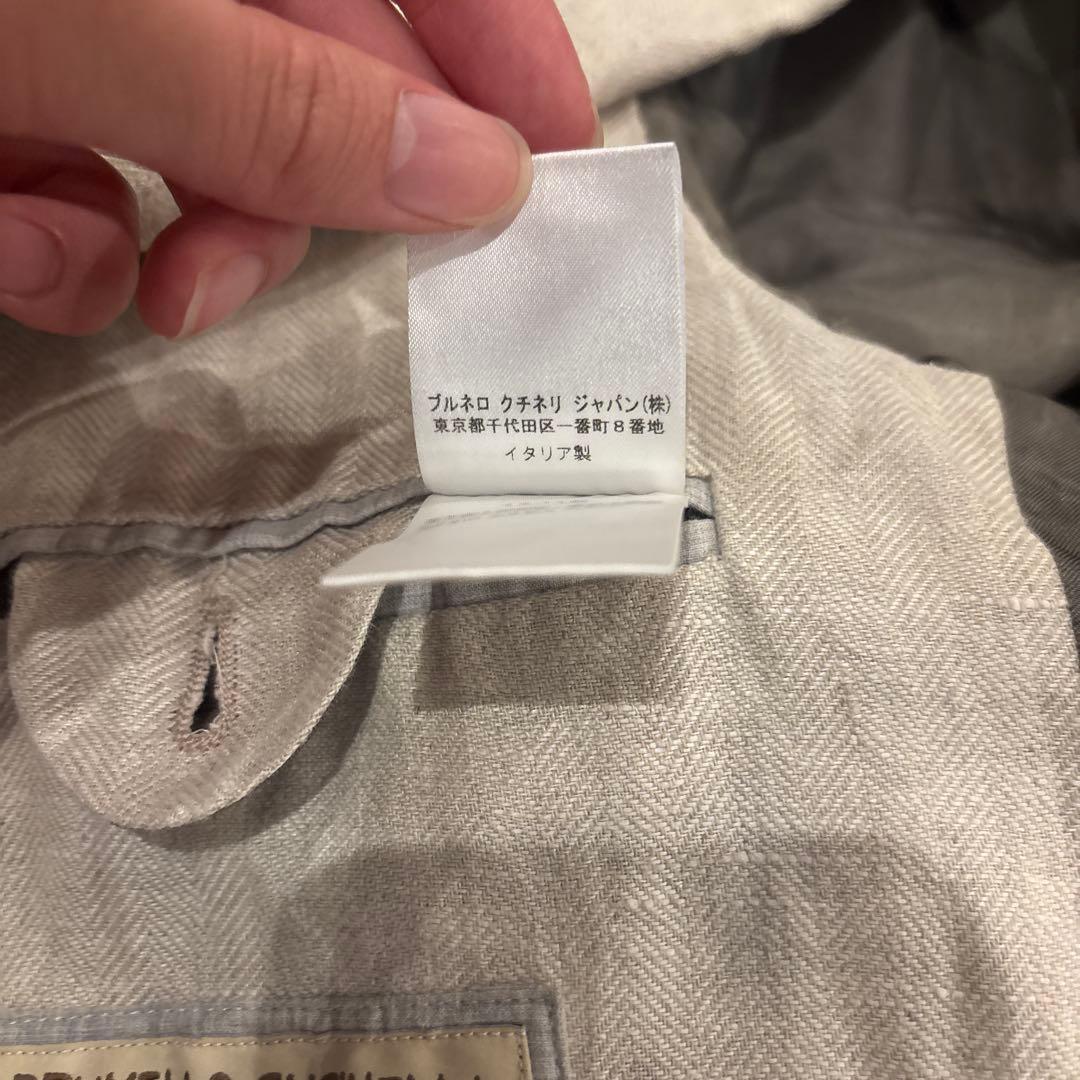 ブルネロ クチネリ ジャパン(株)
東京都千代田区一番町8番地
イタリア製